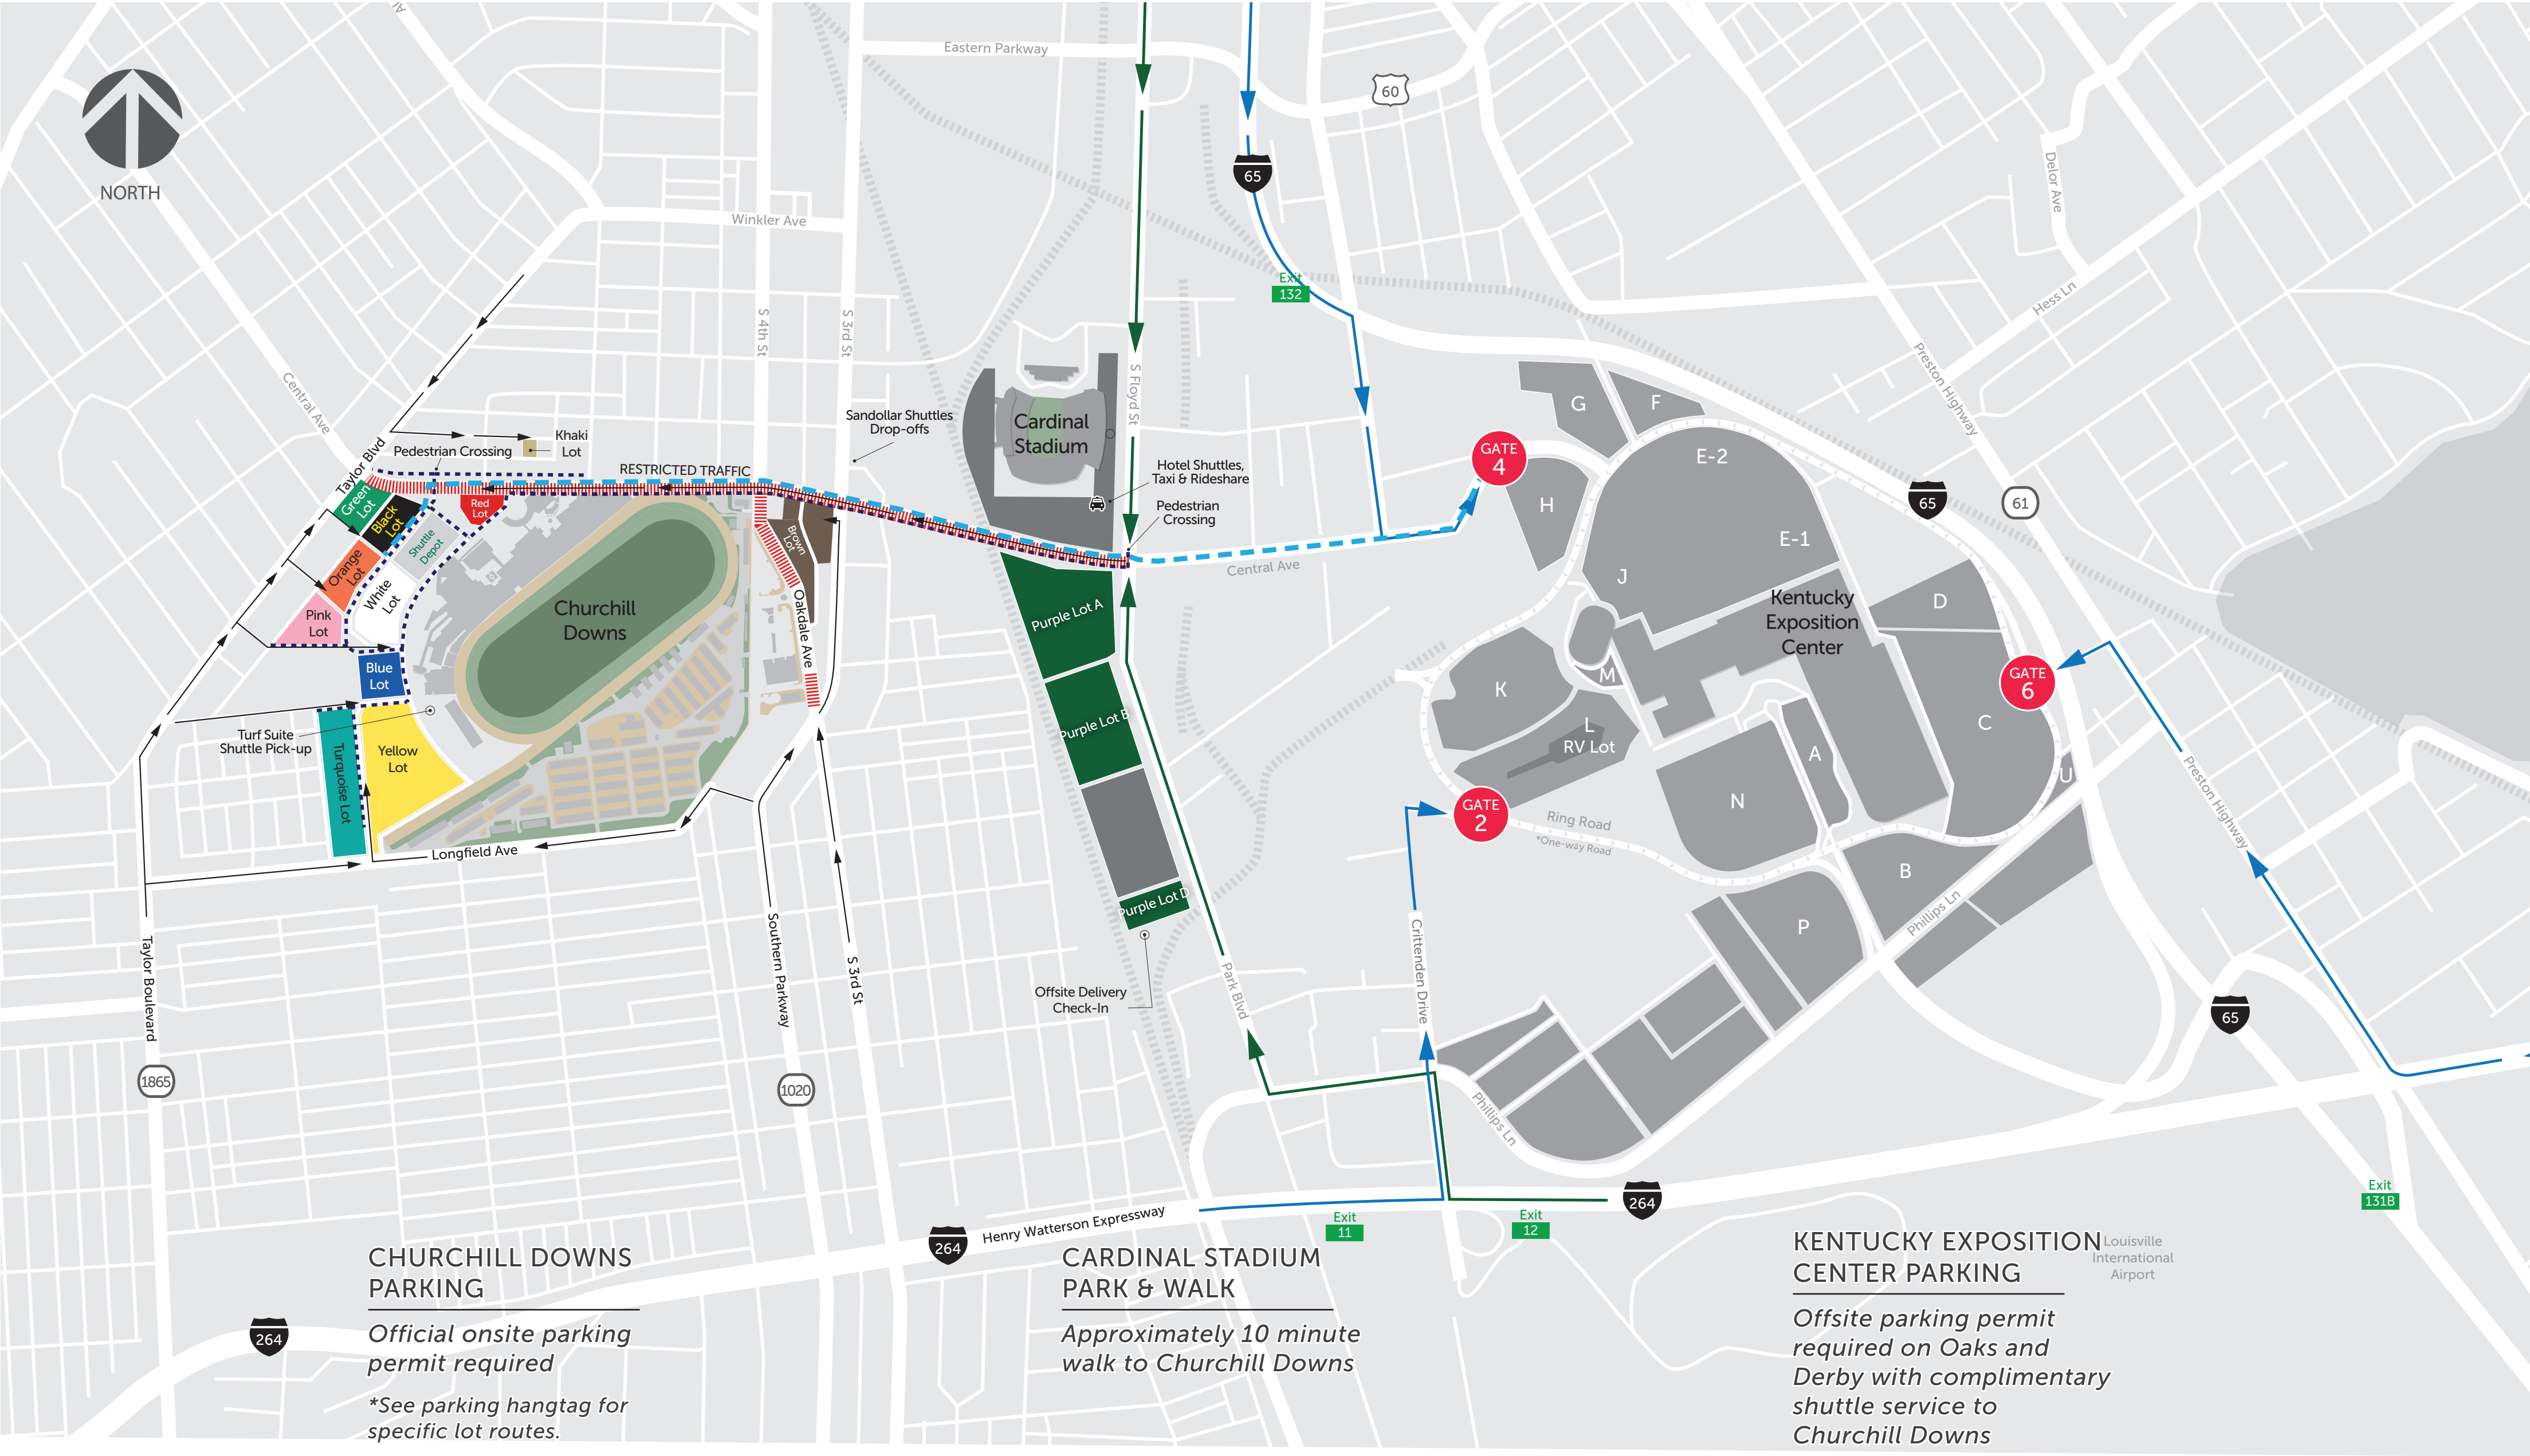 Eastern Parkway
60
NORTH
65
Winkler Ave
Delor Ave
Exit
132
Hess Ln
S 4th St
S 3rd St
S Floyd St
Central Ave
Preston Highway
Cardinal
Stadium
Sandollar Shuttles
Drop-offs
Khaki
Lot
Pedestrian Crossing
Taylor Blvd
RESTRICTED TRAFFIC
Hotel Shuttles,
Taxi & Rideshare
Pedestrian
Crossing
GATE
4
G
F
E-2
H
E-1
J
65
61
Green
Lot
Black
Lot
Red
Lot
Shuttle
Depot
Brown
Lot
Orange
Lot
White
Lot
Pink
Lot
Blue
Lot
Churchill
Downs
Oakdale Ave
Central Ave
Purple Lot A
Purple Lot B
Purple Lot D
Kentucky
Exposition
Center
D
GATE
6
M
K
L
RV Lot
C
A
U
N
Turf Suite
Shuttle Pick-up
Turquoise Lot
Yellow
Lot
Longfield Ave
GATE
2
Ring Road
*One-way Road
Preston Highway
B
P
Phillips Ln
Taylor Boulevard
Southern Parkway
S 3rd St
Offsite Delivery
Check-In
Park Blvd
Crittenden Drive
65
1865
1020
Phillips Ln
264
Exit
11
Exit
12
Exit
131B
Henry Watterson Expressway
264
264
Louisville
International
Airport
CHURCHILL DOWNS
PARKING
Official onsite parking
permit required
*See parking hangtag for
specific lot routes.
CARDINAL STADIUM
PARK & WALK
Approximately 10 minute
walk to Churchill Downs
KENTUCKY EXPOSITION
CENTER PARKING
Offsite parking permit
required on Oaks and
Derby with complimentary
shuttle service to
Churchill Downs